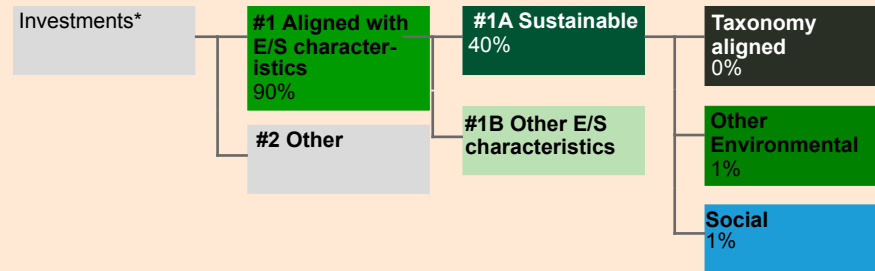 Investments*
#1 Aligned with
E/S character-
istics
90%
#2 Other
#1A Sustainable
40%
#1B Other E/S
characteristics
Taxonomy
aligned
0%
Other
Environmental
1%
Social
1%